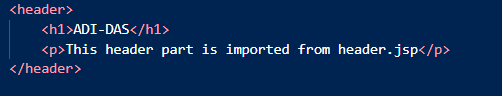 <header>
<h1>ADI-DAS</h1>
<p>This header part is imported from header.jsp</p>
</header>